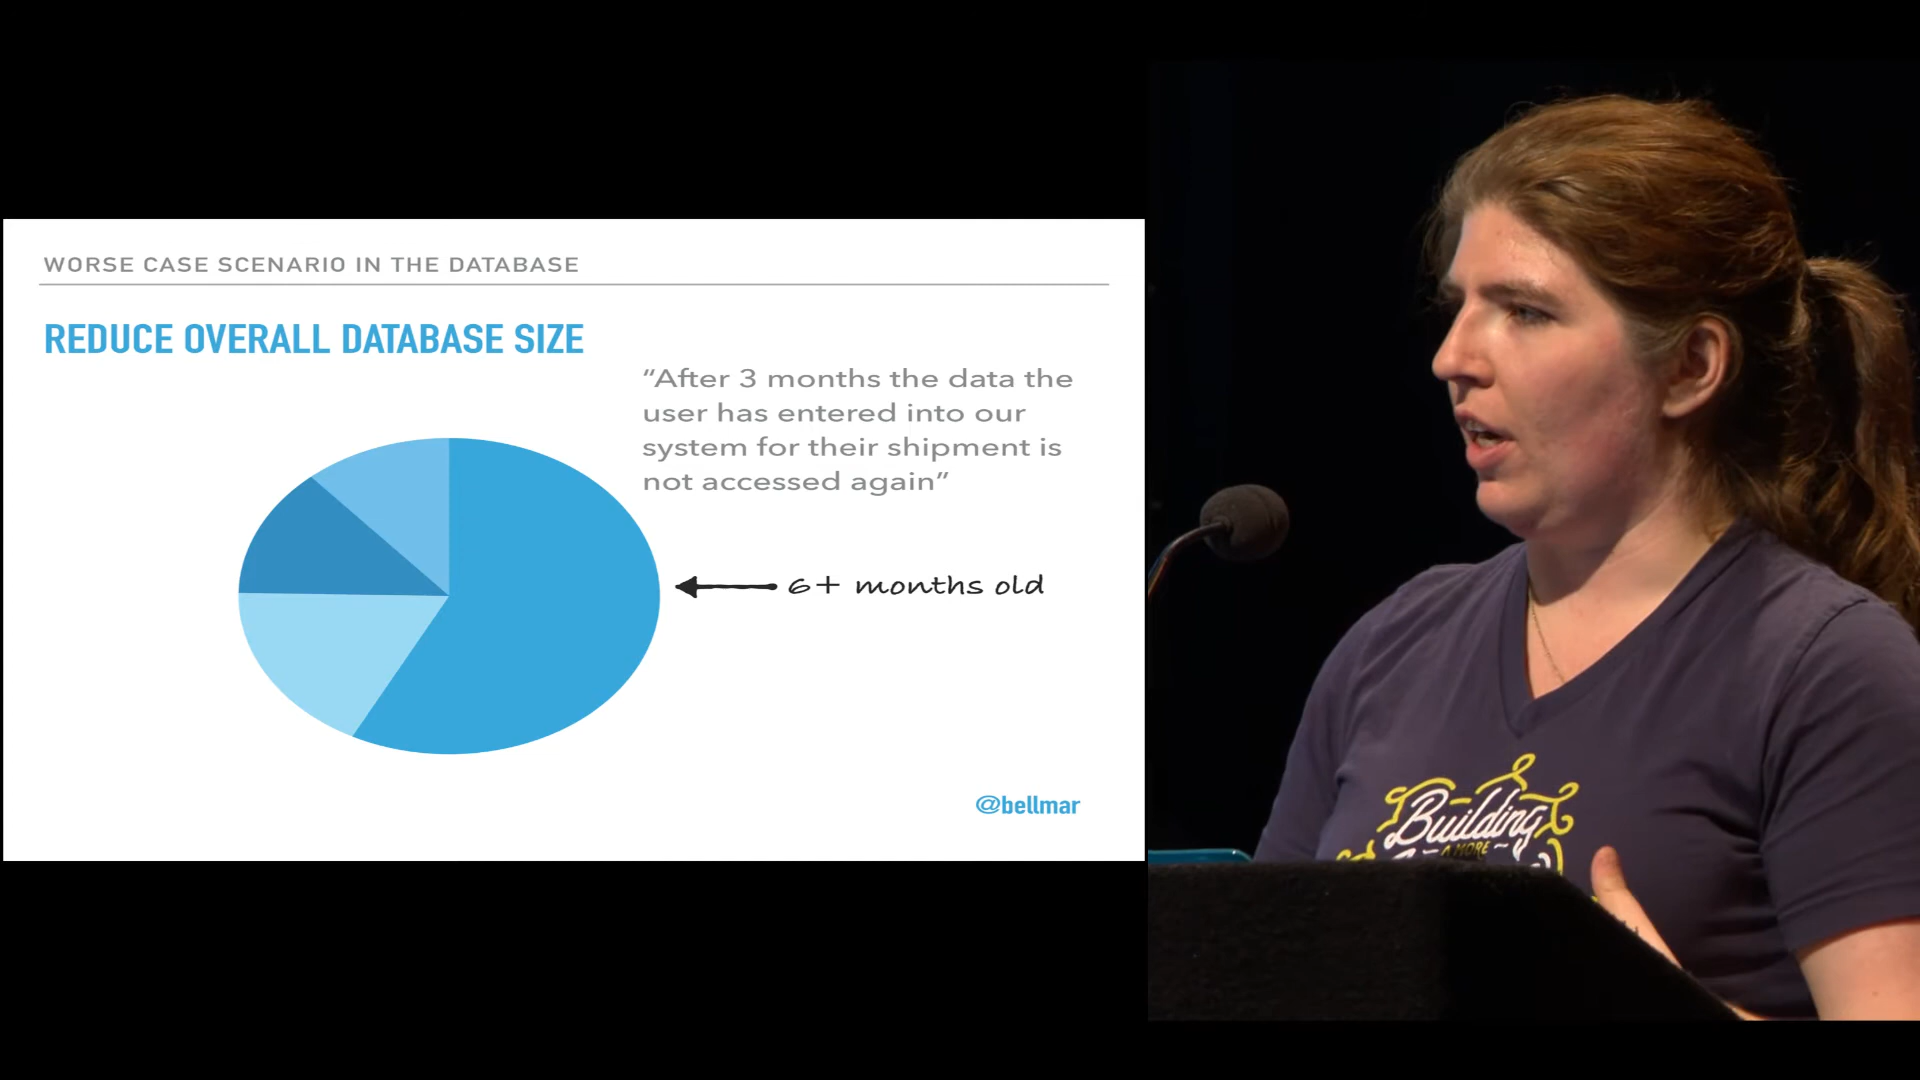 WORSE CASE SCENARIO IN THE DATABASE
REDUCE OVERALL DATABASE SIZE
“After 3 months the data the
user has entered into our
system for their shipment is
not accessed again”
6+ months old
@bellmar
Building
A MORE